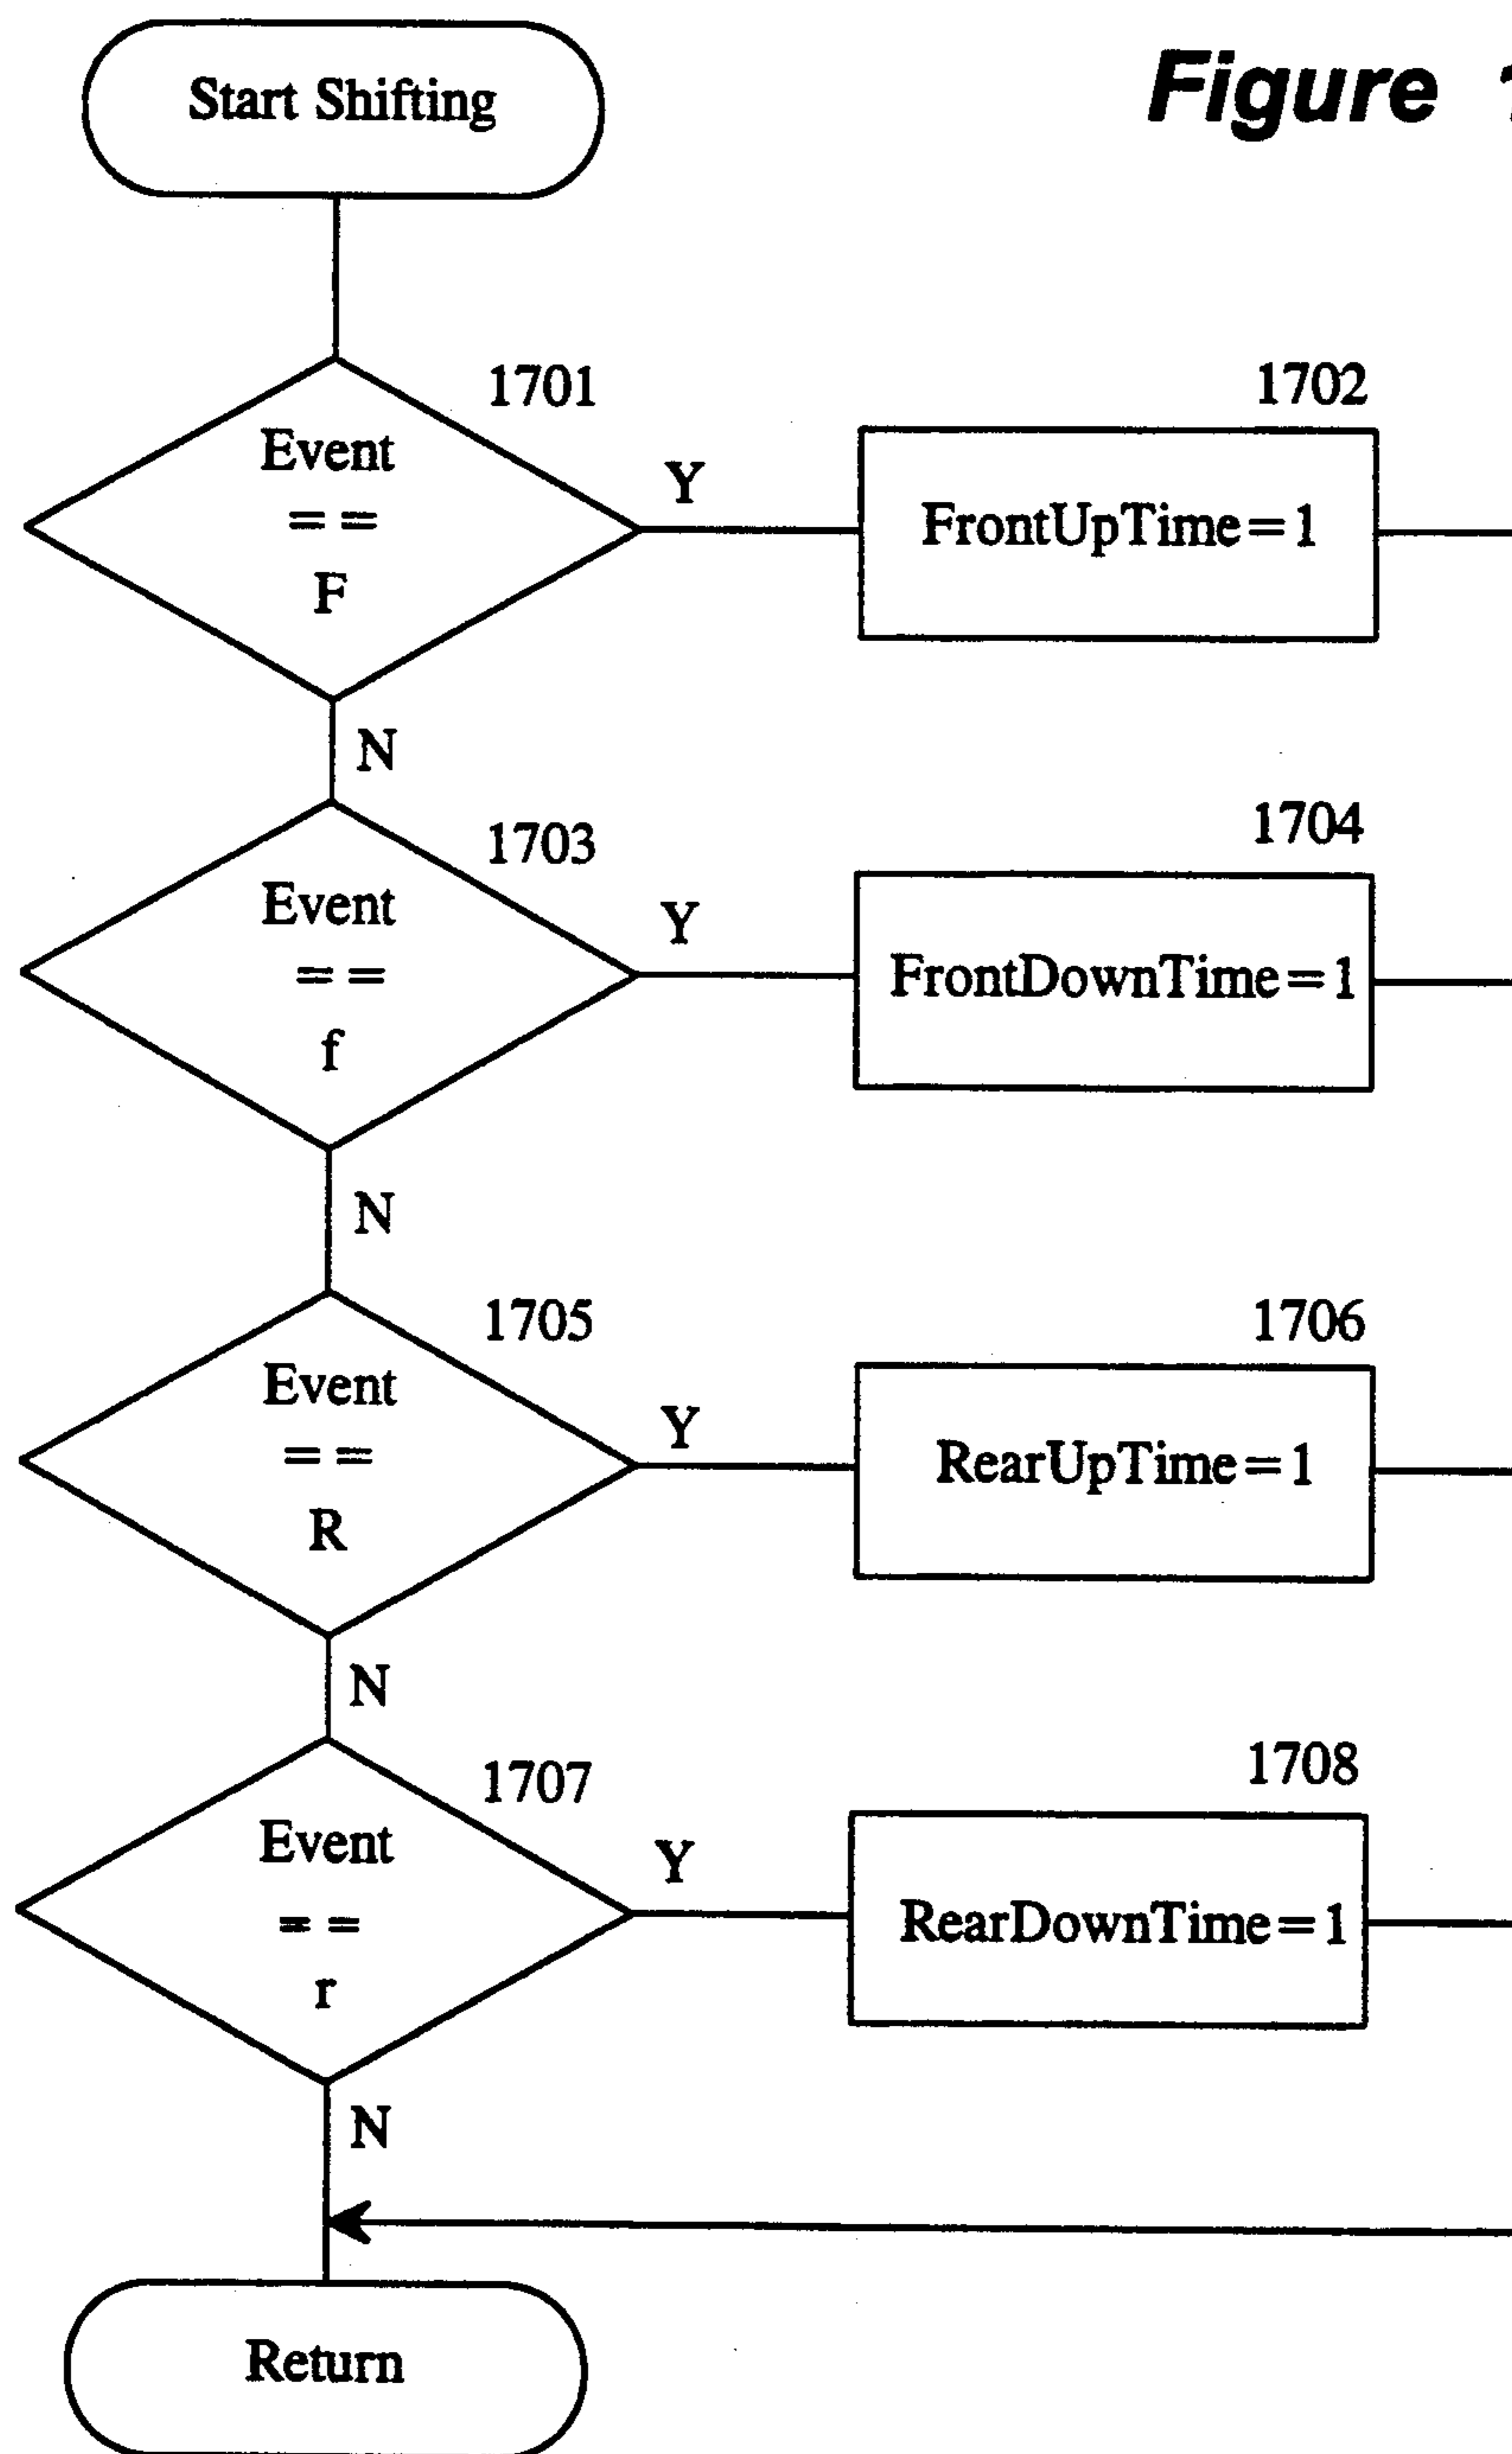 Start Shifting
Figure 1
1701
Event
==
F
Y
1702
FrontUpTime=1
N
1703
Event
==
f
Y
1704
FrontDownTime=1
N
1705
Event
==
R
Y
1706
RearUpTime=1
N
1707
Event
==
r
Y
1708
RearDownTime=1
N
Return